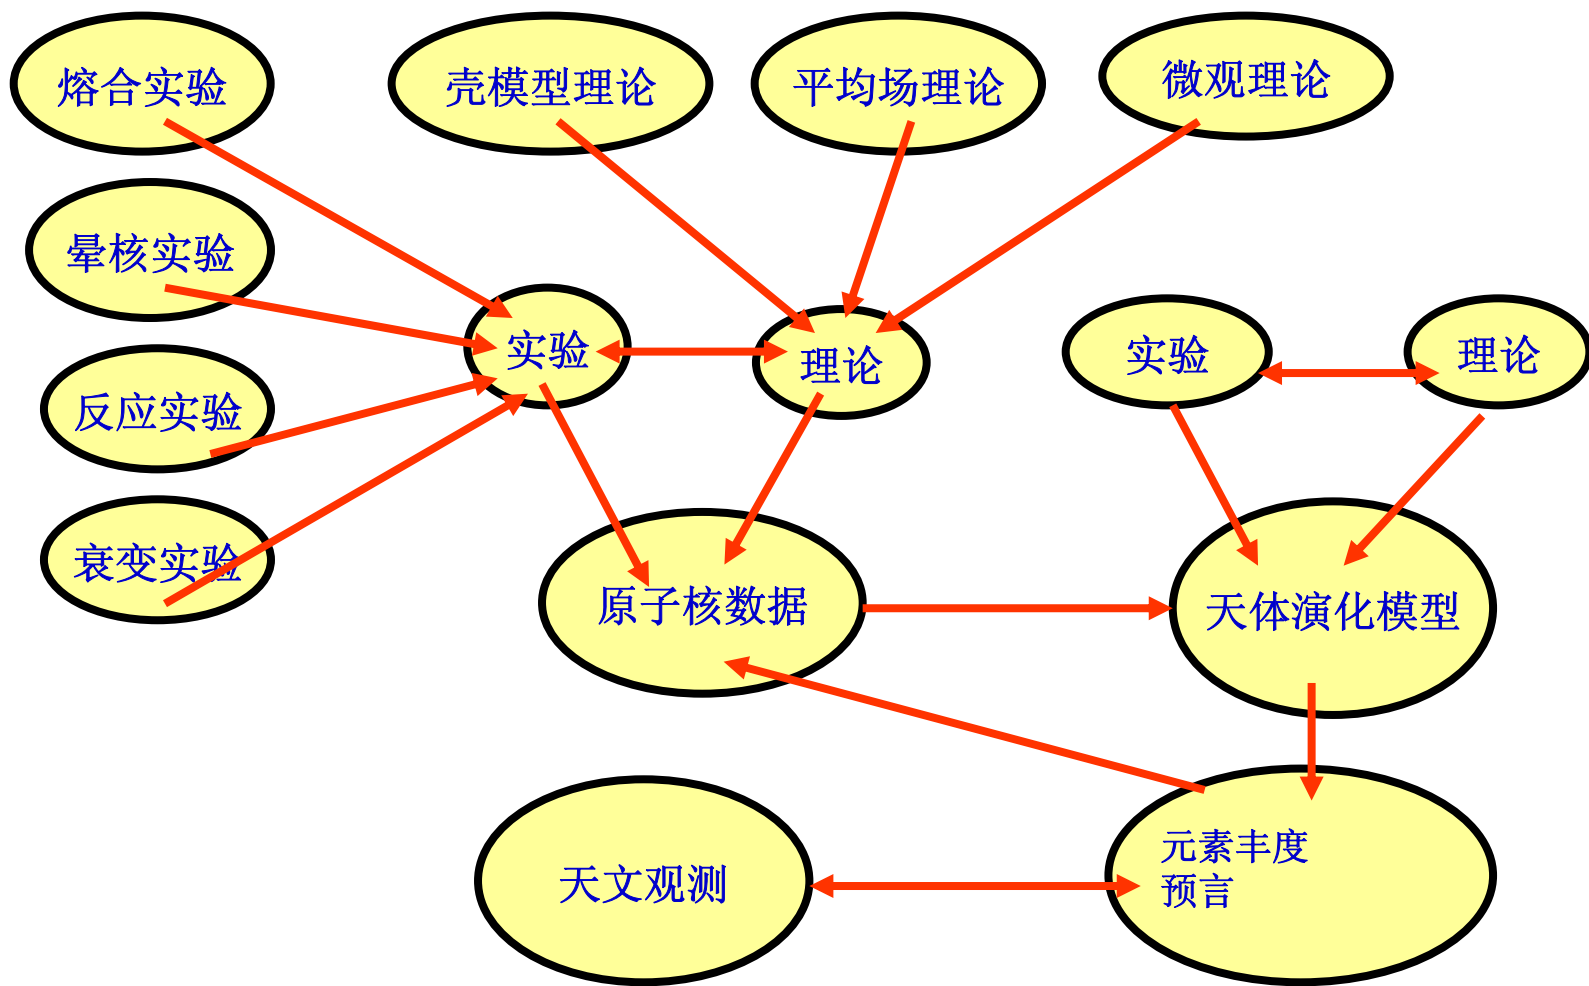 熔合实验
壳模型理论
平均场理论
微观理论
晕核实验
实验
理论
实验
理论
反应实验
衰变实验
原子核数据
天体演化模型
天文观测
元素丰度
预言